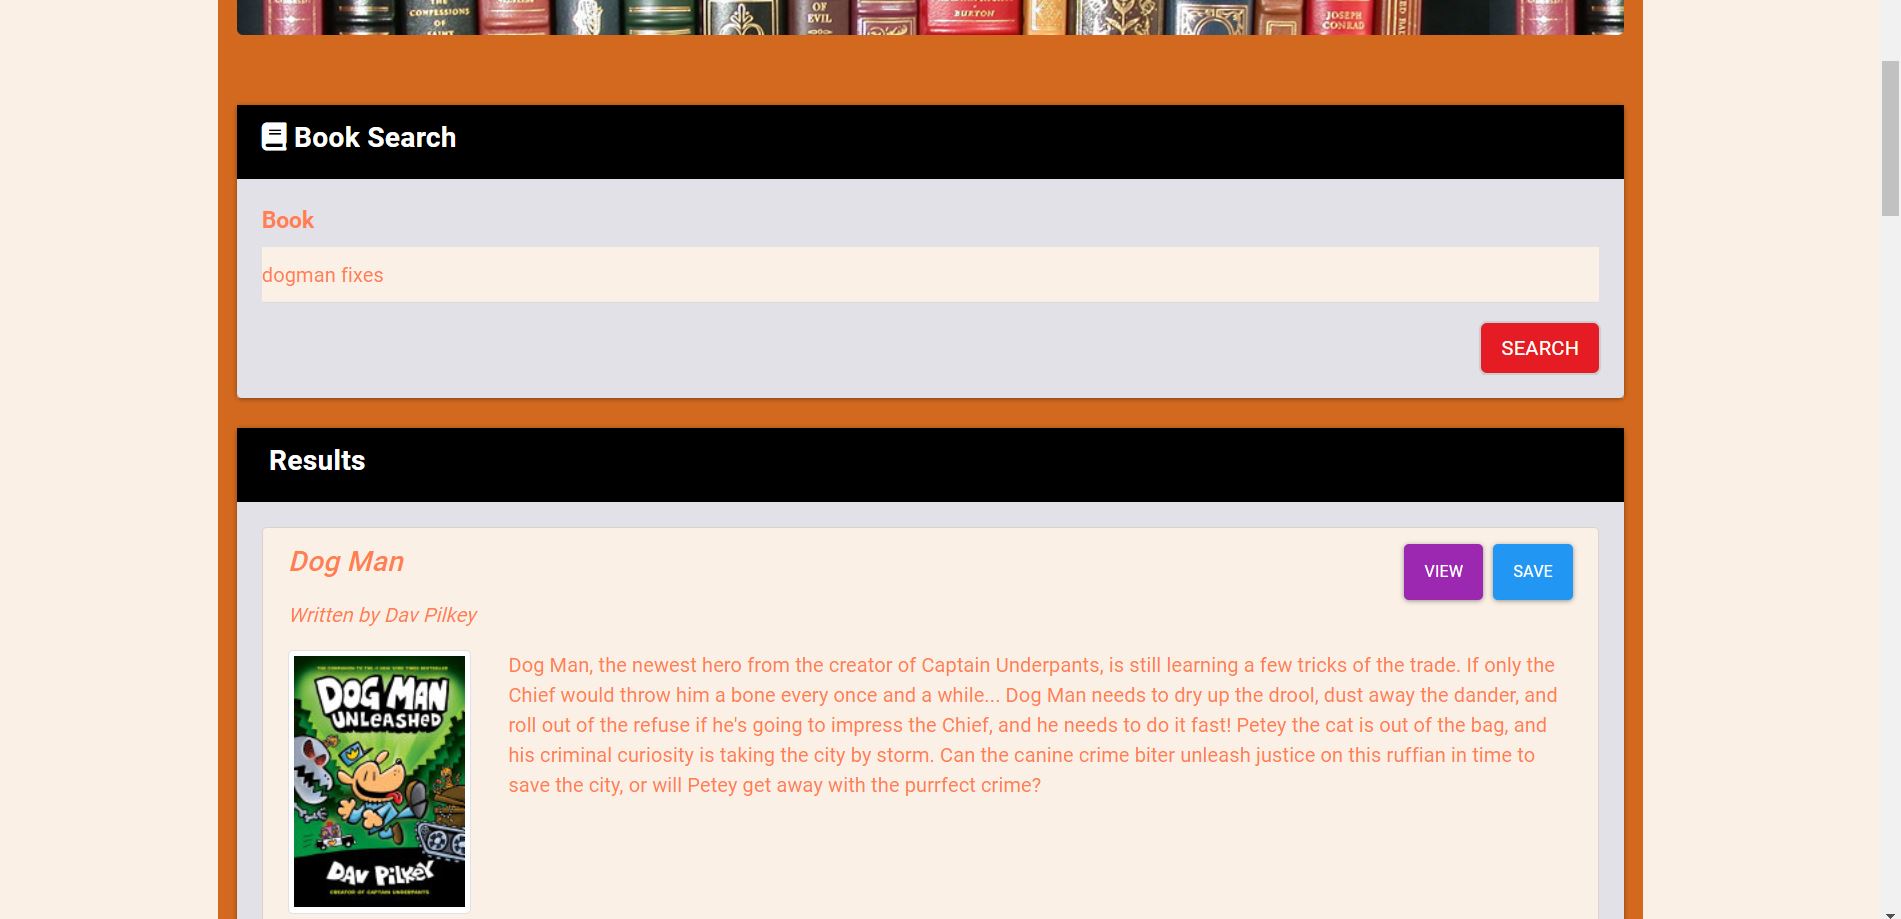 THE
CONFESSIONS
OF
SAINT
OF
EVIL
BURTON
JOSEPH
CONRAD
Book Search
Book
dogman fixes
SEARCH
Results
Dog Man
VIEW
SAVE
Written by Dav Pilkey
DOG MAN
UNLEASHED
DAV PILKEY
CREATOR OF CAPTAIN UNDERPANTS
Dog Man, the newest hero from the creator of Captain Underpants, is still learning a few tricks of the trade. If only the
Chief would throw him a bone every once and a while... Dog Man needs to dry up the drool, dust away the dander, and
roll out of the refuse if he's going to impress the Chief, and he needs to do it fast! Petey the cat is out of the bag, and
his criminal curiosity is taking the city by storm. Can the canine crime biter unleash justice on this ruffian in time to
save the city, or will Petey get away with the purrfect crime?